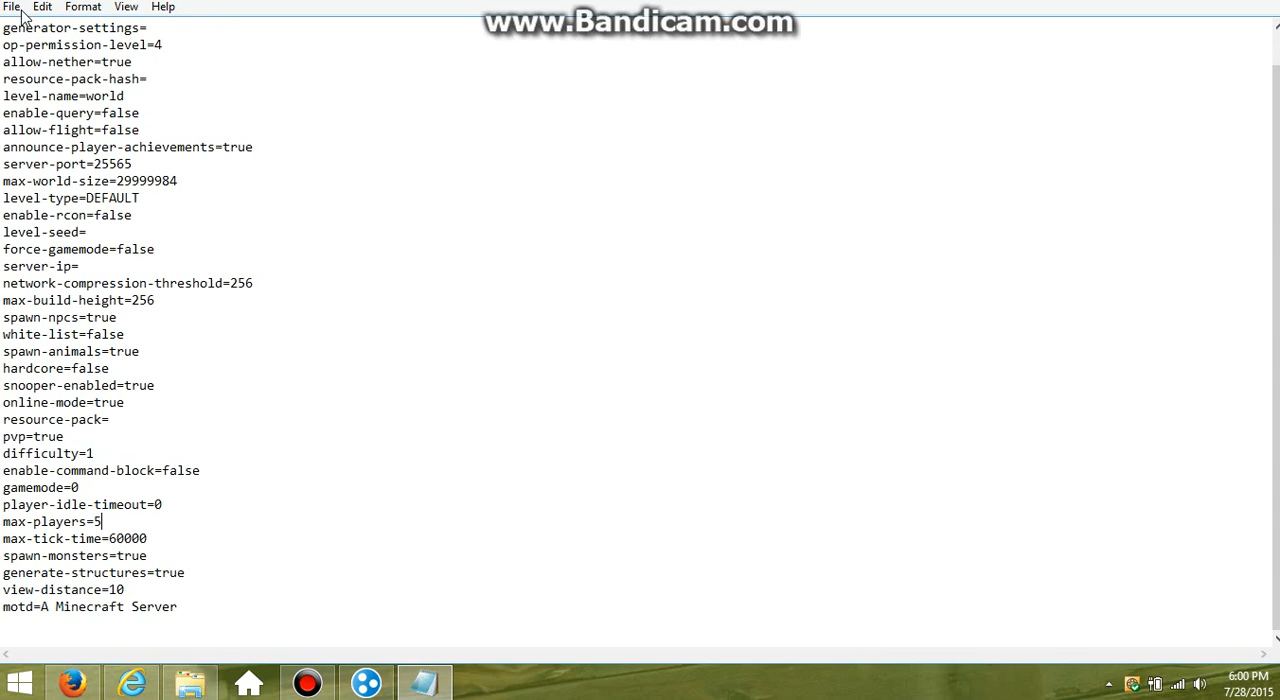 File Edit Format View Help
www.Bandicam.com
generator-settings=
op-permission-level=4
allow-nether=true
resource-pack-hash=
level-name=world
enable-query=false
allow-flight=false
announce-player-achievements=true
server-port=25565
max-world-size=29999984
level-type=DEFAULT
enable-rcon=false
level-seed=
force-gamemode=false
server-ip=
network-compression-threshold=256
max-build-height=256
spawn-npcs=true
white-list=false
spawn-animals=true
hardcore=false
snooper-enabled=true
online-mode=true
resource-pack=
pvp=true
difficulty=1
enable-command-block=false
gamemode=0
player-idle-timeout=0
max-players=5
max-tick-time=60000
spawn-monsters=true
generate-structures=true
view-distance=10
motd=A Minecraft Server
6:00 PM
7/28/2015